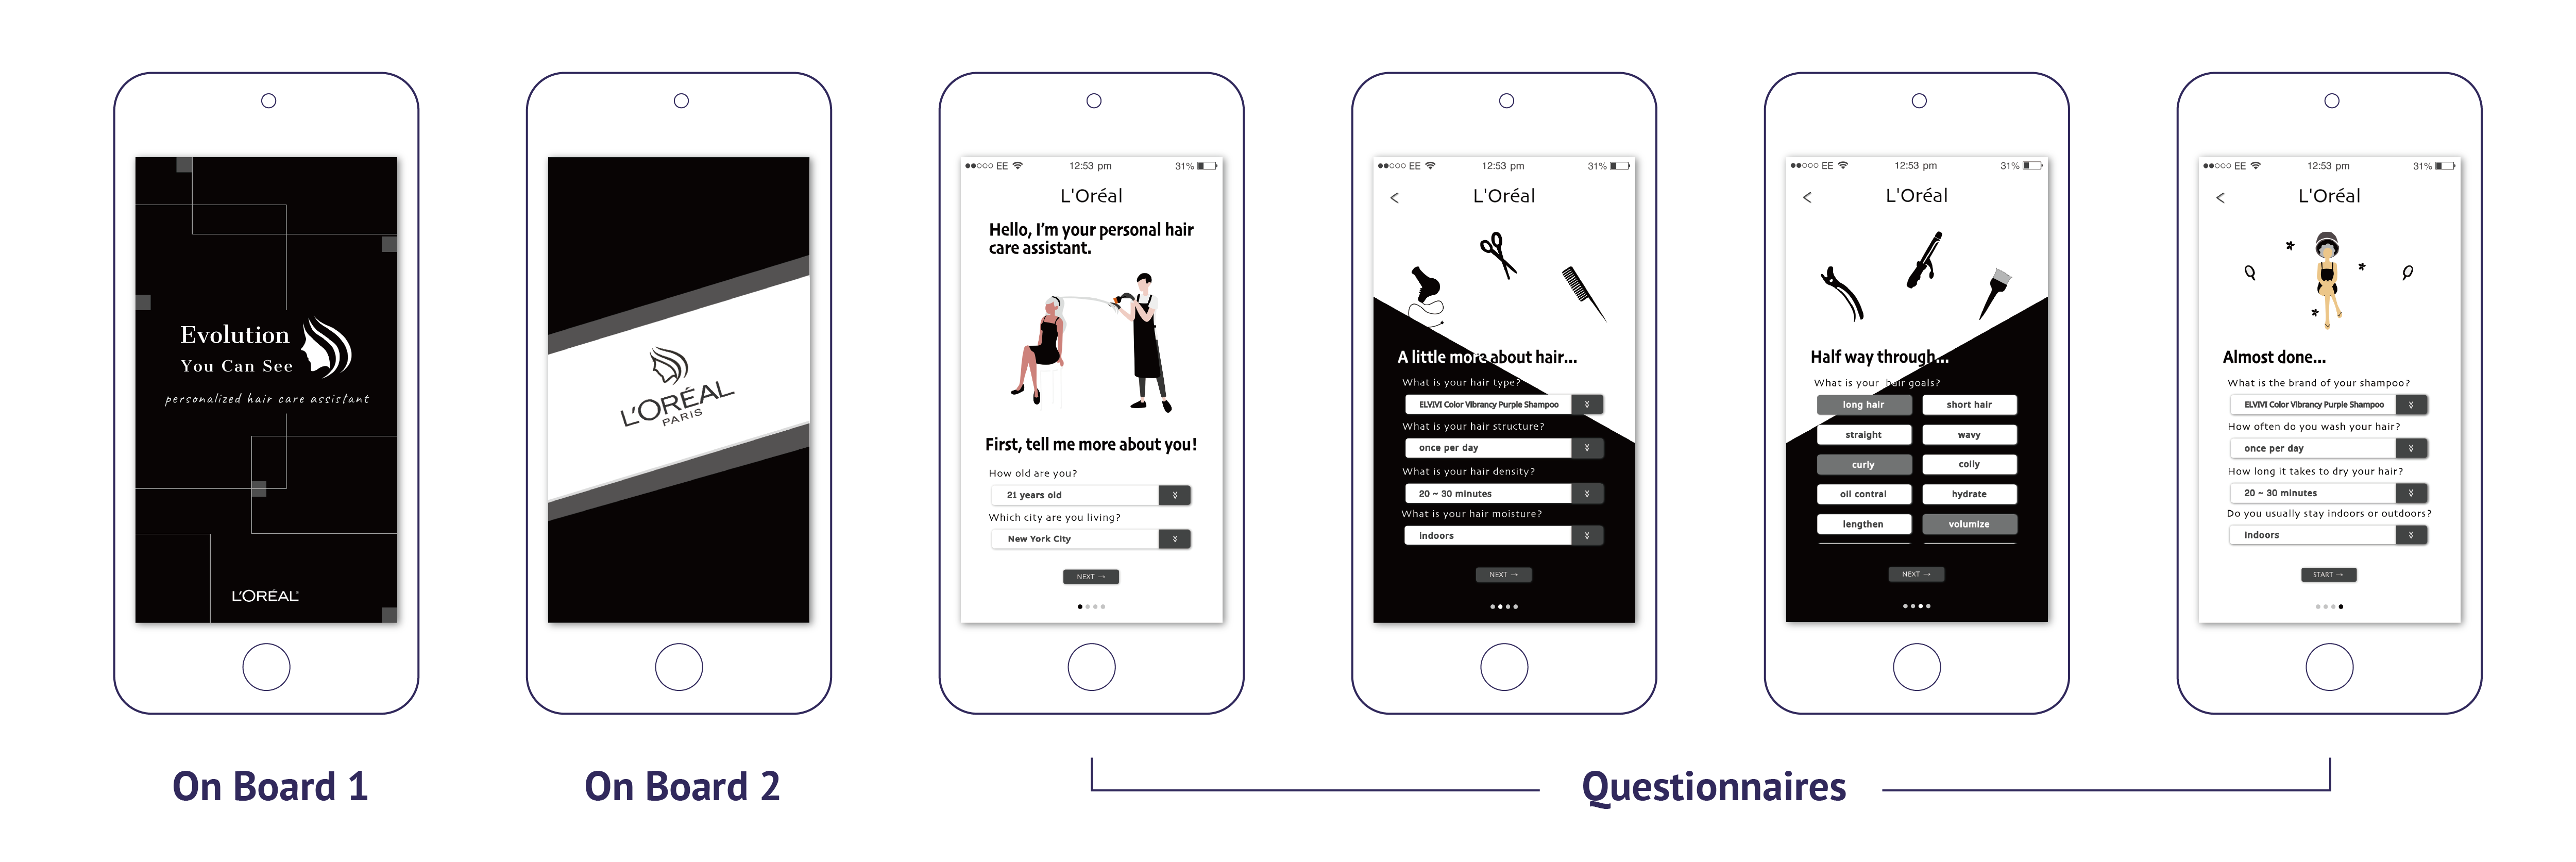 Evolution
You Can See
personalized hair care assistant
L'ORÉAL
L'ORÉAL
PARiS
EE 12:53 pm 31%
L'Oréal
Hello, I'm your personal hair
care assistant.
First, tell me more about you!
How old are you?
21 years old
Which city are you living?
New York City
NEXT →
EE 12:53 pm 31%
<
L'Oréal
A little more about hair...
What is your hair type?
ELVIVI Color Vibrancy Purple Shampoo
What is your hair structure?
once per day
What is your hair density?
20 ~ 30 minutes
What is your hair moisture?
Indoors
NEXT →
EE 12:53 pm 31%
<
L'Oréal
Half way through...
What is your hair goals?
long hair short hair
straight wavy
curly coily
oil contral hydrate
lengthen volumize
NEXT →
EE 12:53 pm 31%
<
L'Oréal
Almost done...
What is the brand of your shampoo?
ELVIVI Color Vibrancy Purple Shampoo
How often do you wash your hair?
once per day
How long it takes to dry your hair?
20 ~ 30 minutes
Do you usually stay indoors or outdoors?
Indoors
START →
On Board 1
On Board 2
Questionnaires